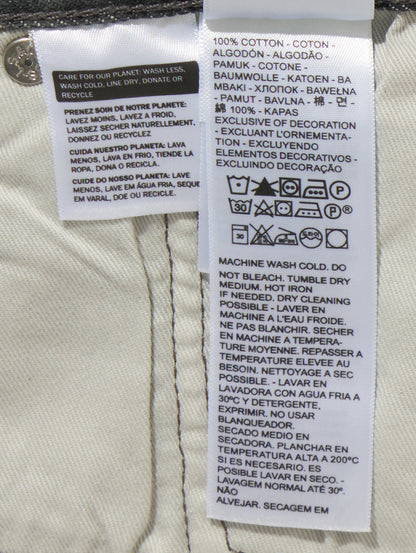 CARE FOR OUR PLANET: WASH LESS,
WASH COLD, LINE DRY, DONATE OR
RECYCLE
PRENEZ SOIN DE NOTRE PLANETE:
LAVEZ MOINS, LAVEZ À FROID,
LAISSEZ SECHER NATURELLEMENT,
DONNEZ OU RECYCLEZ
CUIDA NUESTRO PLANETA: LAVA
MENOS, LAVA EN FRIO, TIENDE LA
ROPA, DONA O RECICLA.
CUIDE DO NOSSO PLANETA: LAVE
MENOS, LAVE EM ÁGUA FRIA, SEQUE
EM VARAL, DOE OU RECICLE.
100% COTTON - COTON -
ALGODÓN - ALGODÃO -
PAMUK - COTONE -
BAUMWOLLE - KATOEN - BA
MBAKI - ХЛОПОК - BAWEŁNA
- PAMUT - BAVLNA - 棉 - 면 -
綿 100% - KAPAS
EXCLUSIVE OF DECORATION
- EXCLUANT L'ORNEMENTA-
TION - EXCLUYENDO
ELEMENTOS DECORATIVOS -
EXCLUINDO DECORAÇÃO
P
30
P
30
MACHINE WASH COLD. DO
NOT BLEACH. TUMBLE DRY
MEDIUM. HOT IRON
IF NEEDED. DRY CLEANING
POSSIBLE - LAVER EN
MACHINE A L'EAU FROIDE.
NE PAS BLANCHIR. SECHER
EN MACHINE A TEMPERA-
TURE MOYENNE. REPASSER A
TEMPERATURE ELEVEE AU
BESOIN. NETTOYAGE A SEC
POSSIBLE. - LAVAR EN
LAVADORA CON AGUA FRIA A
30ºC Y DETERGENTE,
EXPRIMIR. NO USAR
BLANQUEADOR.
SECADO MEDIO EN
SECADORA. PLANCHAR EN
TEMPERATURA ALTA A 200°C
SI ES NECESARIO. ES
POSIBLE LAVAR EN SECO. -
LAVAGEM NORMAL ATÉ 30º.
NÃO
ALVEJAR. SECAGEM EM